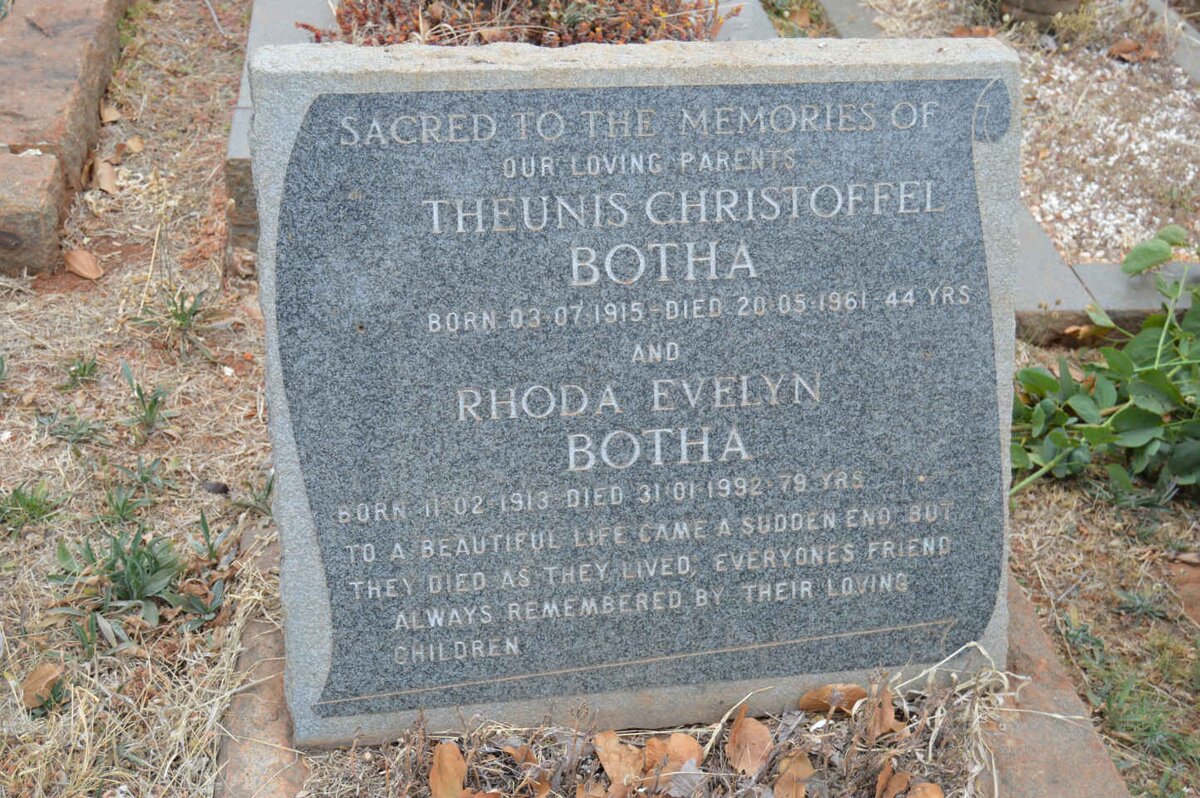 SACRED TO THE MEMORIES OF
OUR LOVING PARENTS
THEUNIS CHRISTOFFEL
BOTHA
BORN 03·07·1915-DIED 20·05·1961·44 YRS
AND
RHODA EVELYN
BOTHA
BORN 11·02·1913 DIED 31·01·1992·79 YRS
TO A BEAUTIFUL LIFE CAME A SUDDEN END, BUT
THEY DIED AS THEY LIVED, EVERYONES FRIEND
ALWAYS REMEMBERED BY THEIR LOVING
CHILDREN